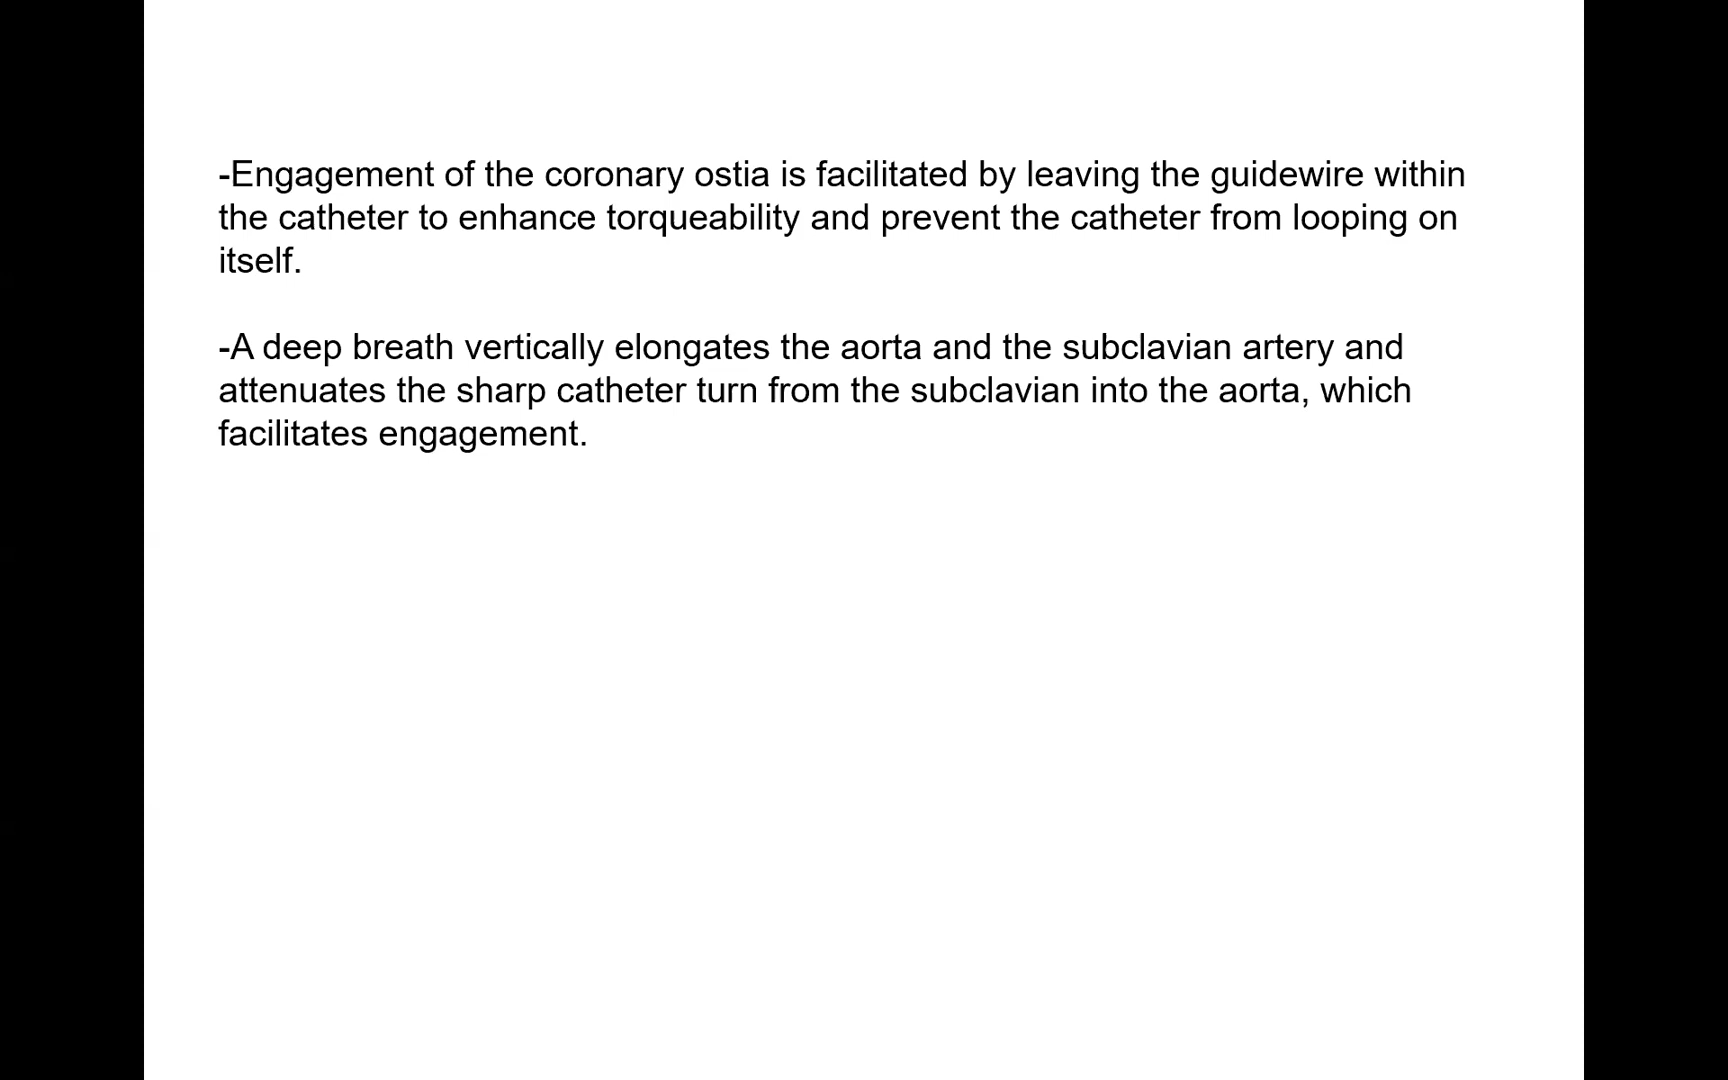 -Engagement of the coronary ostia is facilitated by leaving the guidewire within
the catheter to enhance torqueability and prevent the catheter from looping on
itself.
-A deep breath vertically elongates the aorta and the subclavian artery and
attenuates the sharp catheter turn from the subclavian into the aorta, which
facilitates engagement.